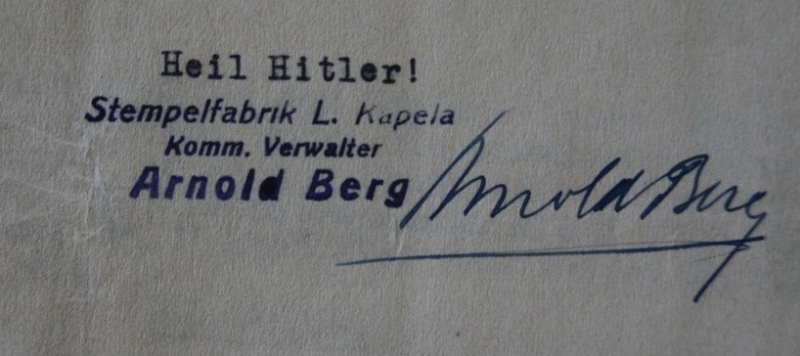 Heil Hitler!
Stempelfabrik L. Kapela
Komm. Verwalter
Arnold Berg
Arnold Berg